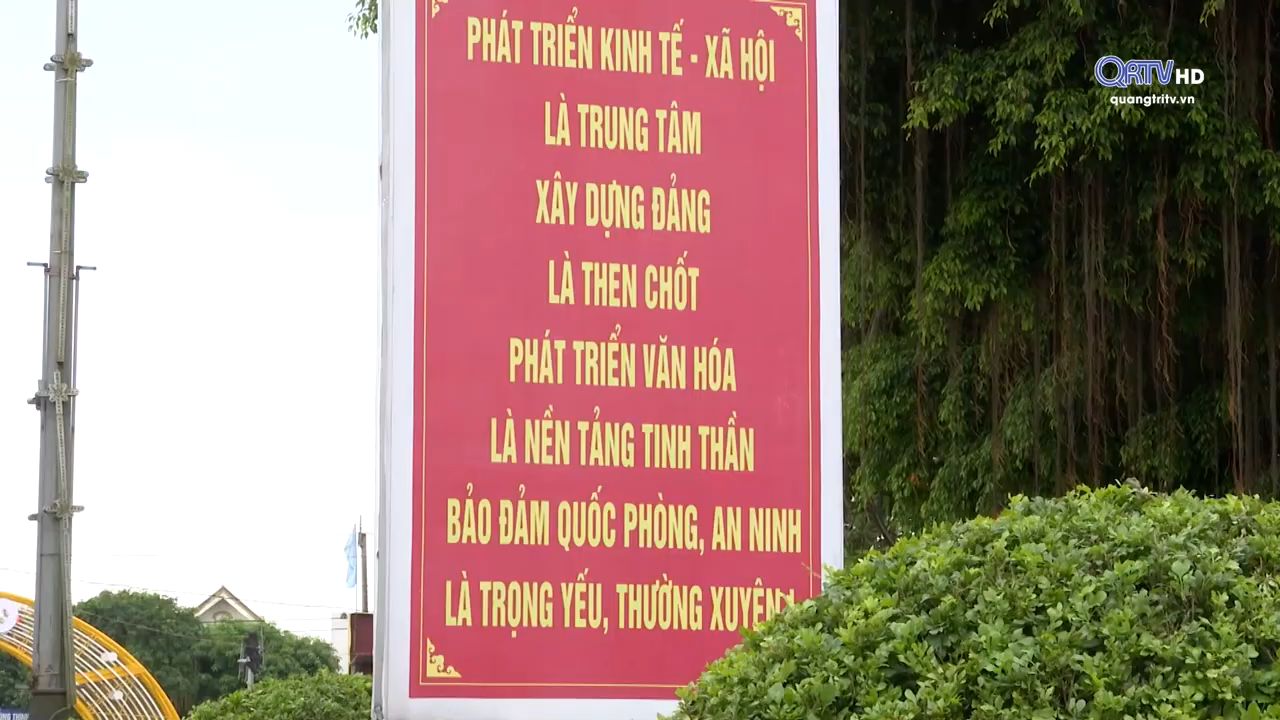 PHÁT TRIỂN KINH TẾ - XÃ HỘI
LÀ TRUNG TÂM
XÂY DỰNG ĐẢNG
LÀ THEN CHỐT
PHÁT TRIỂN VĂN HÓA
LÀ NỀN TẢNG TINH THẦN
BẢO ĐẢM QUỐC PHÒNG, AN NINH
LÀ TRỌNG YẾU, THƯỜNG XUYÊN
QRTV HD
quangtritv.vn